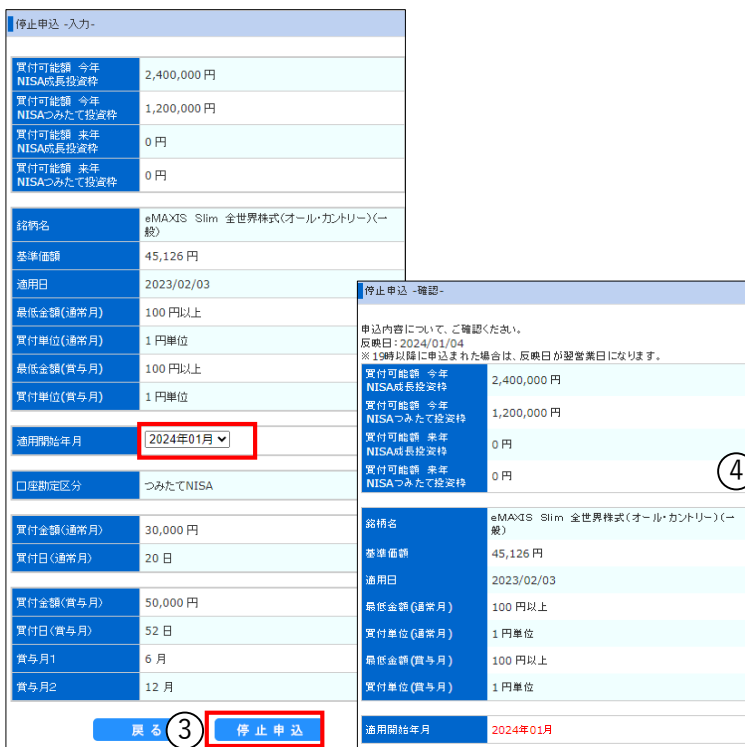 停止申込 -入力-
買付可能額 今年
NISA成長投資枠
2,400,000 円
買付可能額 今年
NISAつみたて投資枠
1,200,000 円
買付可能額 来年
NISA成長投資枠
0 円
買付可能額 来年
NISAつみたて投資枠
0 円
銘柄名
eMAXIS Slim 全世界株式(オール・カントリー)(一
般)
基準価額
45,126 円
適用日
2023/02/03
最低金額(通常月)
100 円以上
買付単位(通常月)
1 円単位
最低金額(賞与月)
100 円以上
買付単位(賞与月)
1 円単位
適用開始年月
2024年01月
口座勘定区分
つみたてNISA
買付金額(通常月)
30,000 円
買付日(通常月)
20 日
買付金額(賞与月)
50,000 円
買付日(賞与月)
52 日
賞与月1
6 月
賞与月2
12 月
戻る
③
停止申込
停止申込 -確認-
申込内容について、ご確認ください。
反映日:2024/01/04
※19時以降に申込まれた場合は、反映日が翌営業日になります。
買付可能額 今年
NISA成長投資枠
2,400,000 円
買付可能額 今年
NISAつみたて投資枠
1,200,000 円
買付可能額 来年
NISA成長投資枠
0 円
買付可能額 来年
NISAつみたて投資枠
0 円
④
銘柄名
eMAXIS Slim 全世界株式(オール・カントリー)(一
般)
基準価額
45,126 円
適用日
2023/02/03
最低金額(通常月)
100 円以上
買付単位(通常月)
1 円単位
最低金額(賞与月)
100 円以上
買付単位(賞与月)
1 円単位
適用開始年月
2024年01月